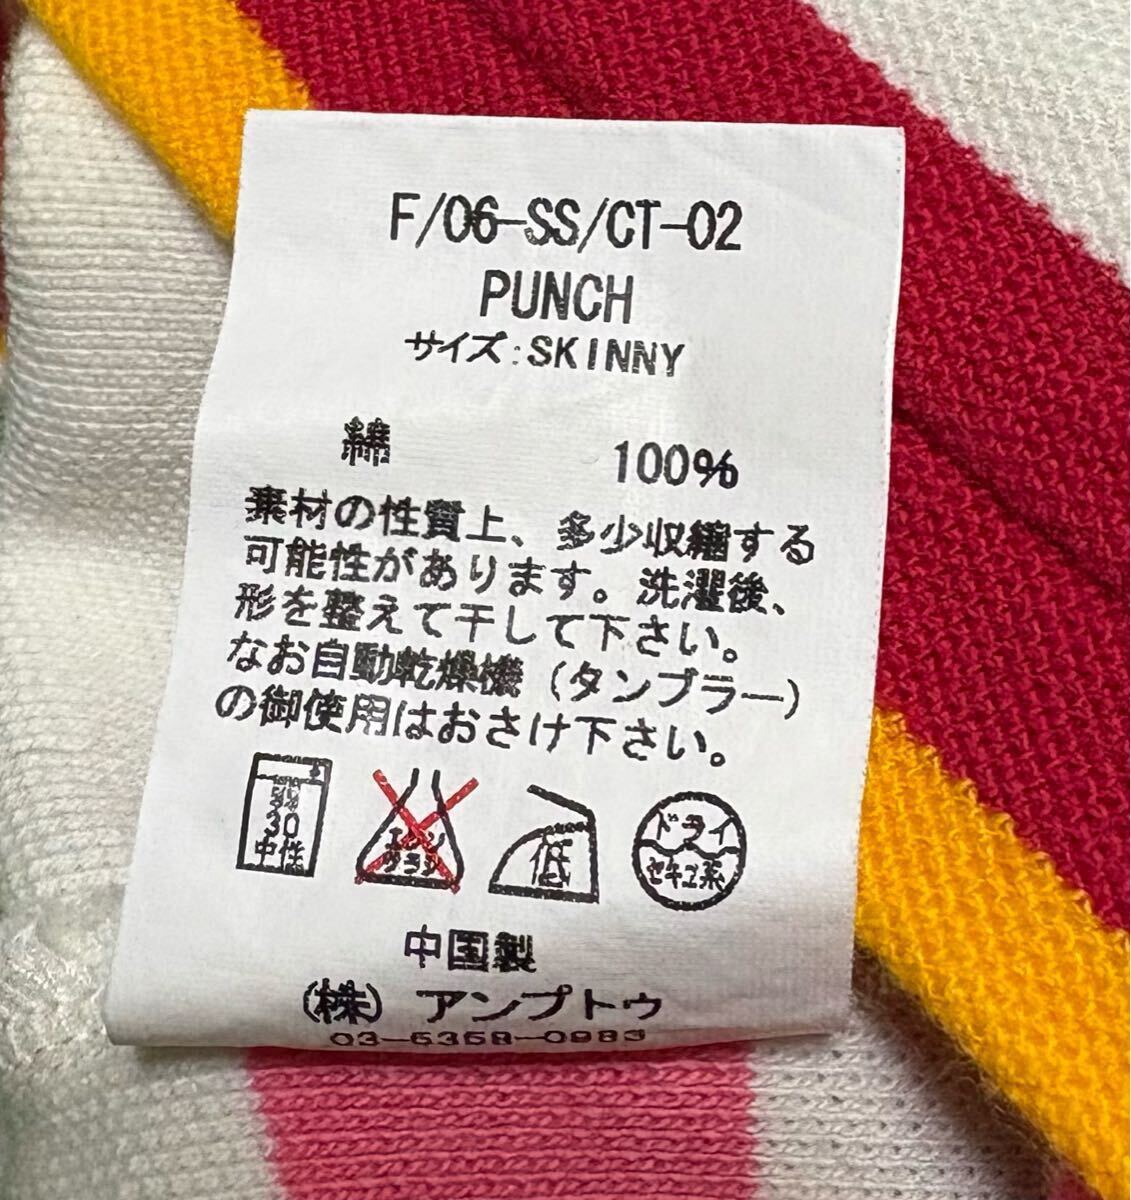 F/06-SS/CT-02
PUNCH
サイズ:SKINNY
綿 100%
素材の性質上、多少収縮する
可能性があります。洗濯後、
形を整えて干して下さい。
なお自動乾燥機(タンブラー)
の御使用はおさけ下さい。
弱
30
中性
エンソ
サラシ
低
ドライ
セキユ系
中国製
(株)アンプトゥ
03-5358-0983